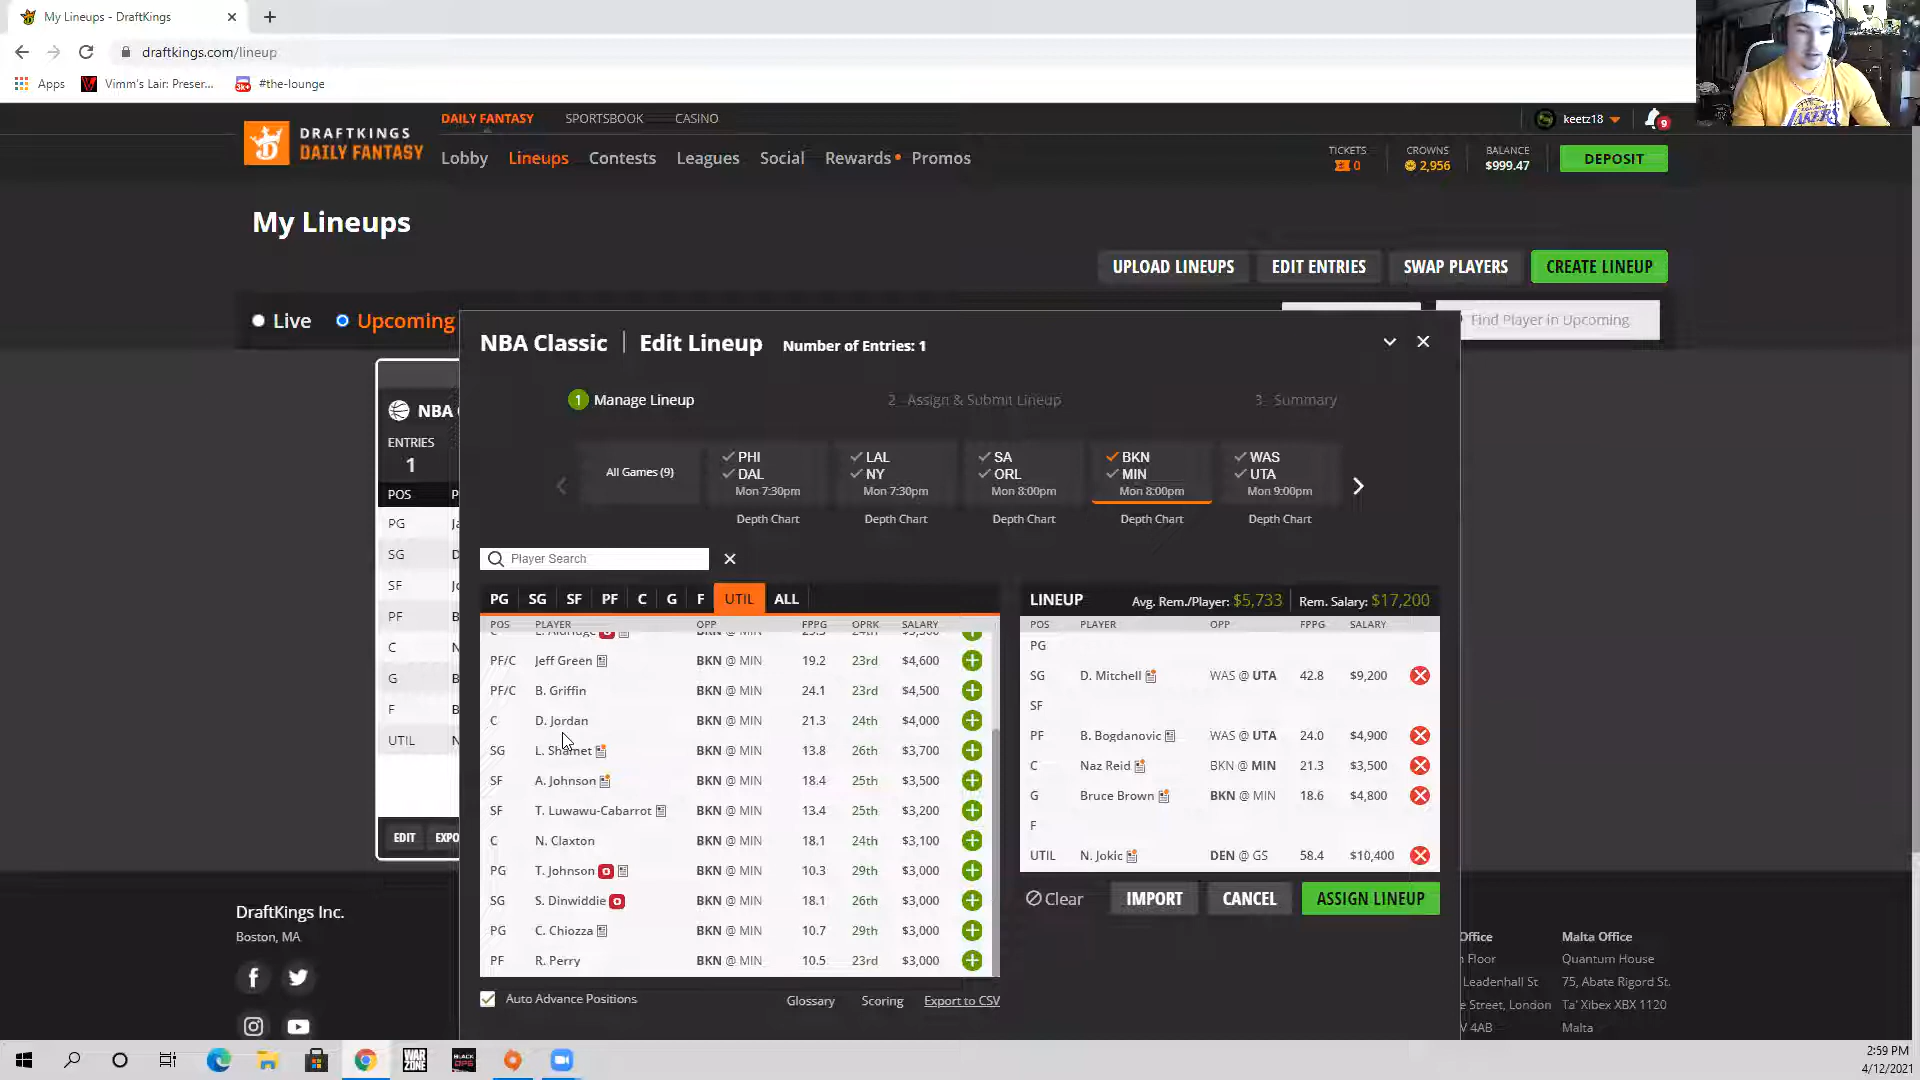 My Lineups - DraftKings
draftkings.com/lineup
Apps Vimm's Lair: Preser... #the-lounge
DRAFTKINGS
DAILY FANTASY
DAILY FANTASY SPORTSBOOK CASINO
keetz18 9
Lobby Lineups Contests Leagues Social Rewards Promos
TICKETS CROWNS BALANCE
0 2,956 $999.47
DEPOSIT
My Lineups
UPLOAD LINEUPS EDIT ENTRIES SWAP PLAYERS CREATE LINEUP
Live Upcoming Find Player in Upcoming
NBA Classic Edit Lineup Number of Entries: 1
1 Manage Lineup 2 Assign & Submit Lineup 3 Summary
NBA
ENTRIES
1
POS P
PG Ja
SG D
SF Jo
PF B
C N
G B
F B
UTIL N
EDIT EXPO
All Games (9)
PHI
DAL
Mon 7:30pm
Depth Chart
LAL
NY
Mon 7:30pm
Depth Chart
SA
ORL
Mon 8:00pm
Depth Chart
BKN
MIN
Mon 8:00pm
Depth Chart
WAS
UTA
Mon 9:00pm
Depth Chart
Player Search
PG SG SF PF C G F UTIL ALL
POS PLAYER OPP FPPG OPRK SALARY
PF/C Jeff Green BKN @ MIN 19.2 23rd $4,600
PF/C B. Griffin BKN @ MIN 24.1 23rd $4,500
C D. Jordan BKN @ MIN 21.3 24th $4,000
SG L. Shamet BKN @ MIN 13.8 26th $3,700
SF A. Johnson BKN @ MIN 18.4 25th $3,500
SF T. Luwawu-Cabarrot BKN @ MIN 13.4 25th $3,200
C N. Claxton BKN @ MIN 18.1 24th $3,100
PG T. Johnson O BKN @ MIN 10.3 29th $3,000
SG S. Dinwiddie O BKN @ MIN 18.1 26th $3,000
PG C. Chiozza BKN @ MIN 10.7 29th $3,000
PF R. Perry BKN @ MIN 10.5 23rd $3,000
Auto Advance Positions Glossary Scoring Export to CSV
LINEUP Avg. Rem./Player: $5,733 Rem. Salary: $17,200
POS PLAYER OPP FPPG SALARY
PG
SG D. Mitchell WAS @ UTA 42.8 $9,200
SF
PF B. Bogdanovic WAS @ UTA 24.0 $4,900
C Naz Reid BKN @ MIN 21.3 $3,500
G Bruce Brown BKN @ MIN 18.6 $4,800
F
UTIL N. Jokic DEN @ GS 58.4 $10,400
Clear IMPORT CANCEL ASSIGN LINEUP
DraftKings Inc.
Boston, MA
Office
Floor
Leadenhall St
e Street, London
V 4AB
Malta Office
Quantum House
75, Abate Rigord St.
Ta' Xibex XBX 1120
Malta
WAR
ZONE
BLACK
OPS
2:59 PM
4/12/2021
LAKERS